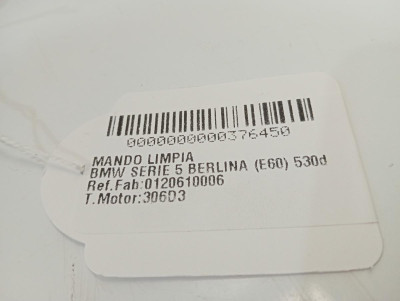 0000000000376450
MANDO LIMPIA
BMW SERIE 5 BERLINA (E60) 530d
Ref.Fab:0120610006
T.Motor:306D3